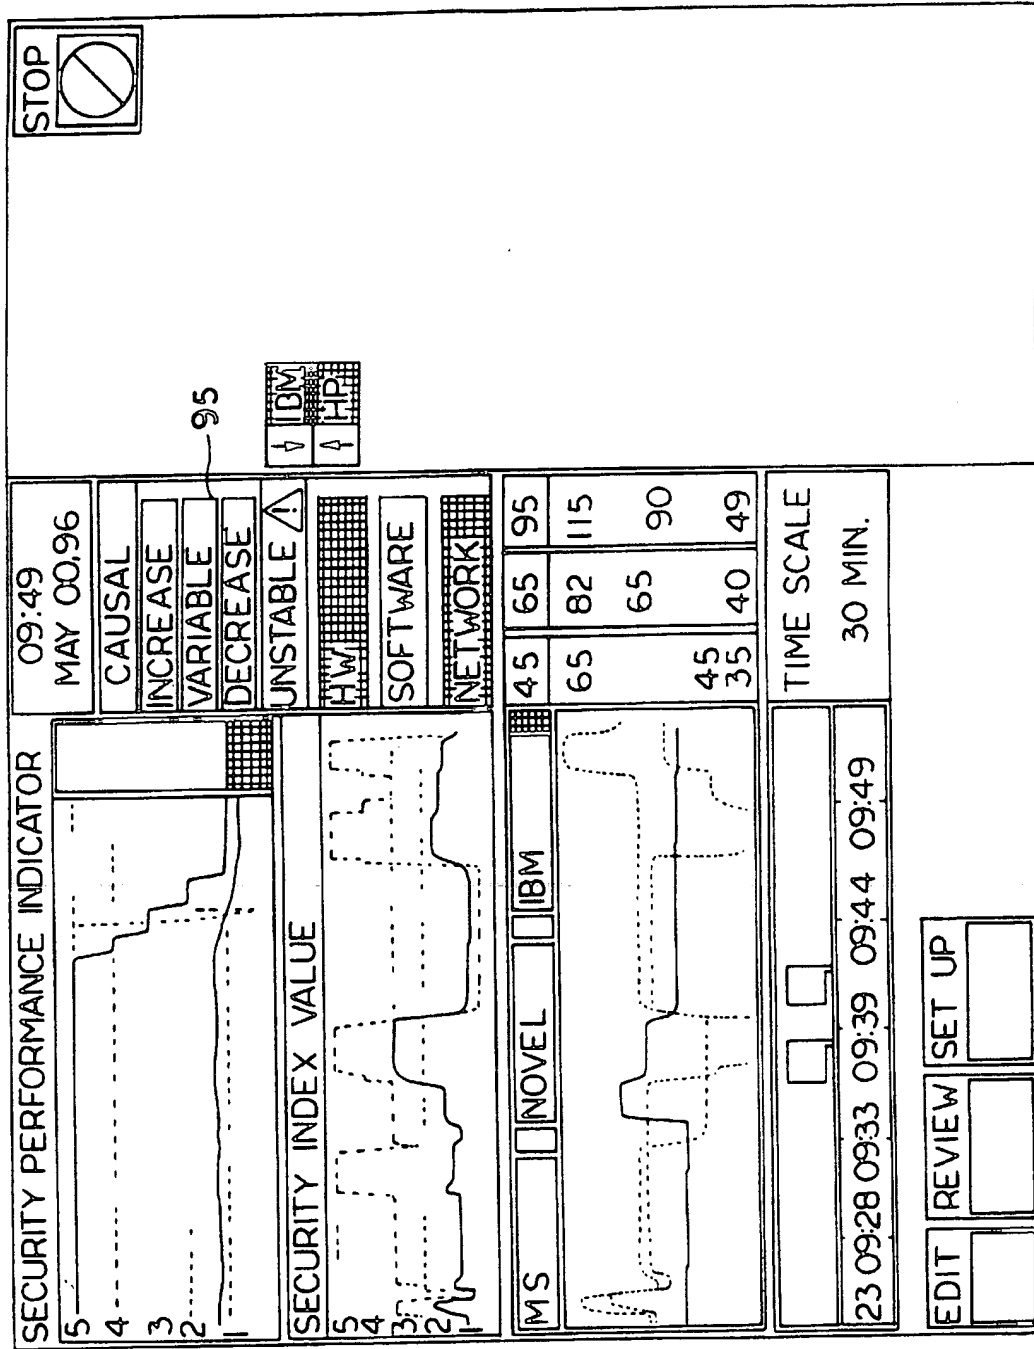 SECURITY PERFORMANCE INDICATOR
5
4
3
2
1
09:49
MAY 00,96
CAUSAL
INCREASE
VARIABLE
DECREASE
95
STOP
SECURITY INDEX VALUE
5
4
3
2
1
UNSTABLE
HW
SOFTWARE
NETWORK
IBM
HP
MS
NOVEL
IBM
45 65 95
65 82 115
65 90
45
35 40 49
TIME SCALE
30 MIN.
23 09:28 09:33 09:39 09:44 09:49
EDIT
REVIEW
SET UP